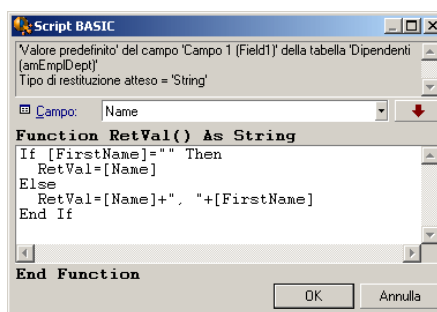 Script BASIC
'Valore predefinito' del campo 'Campo 1 (Field1)' della tabella 'Dipendenti
(amEmplDept)'
Tipo di restituzione atteso = 'String'
Campo: Name
Function RetVal() As String
If [FirstName]="" Then
  RetVal=[Name]
Else
  RetVal=[Name]+", "+[FirstName]
End If
End Function
OK Annulla